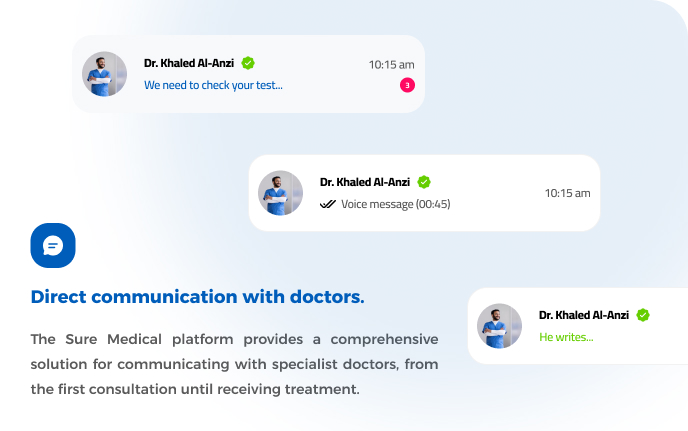 Dr. Khaled Al-Anzi
10:15 am
We need to check your test...
3
Dr. Khaled Al-Anzi
10:15 am
Voice message (00:45)
Direct communication with doctors.
The Sure Medical platform provides a comprehensive
solution for communicating with specialist doctors, from
the first consultation until receiving treatment.
Dr. Khaled Al-Anzi
He writes...